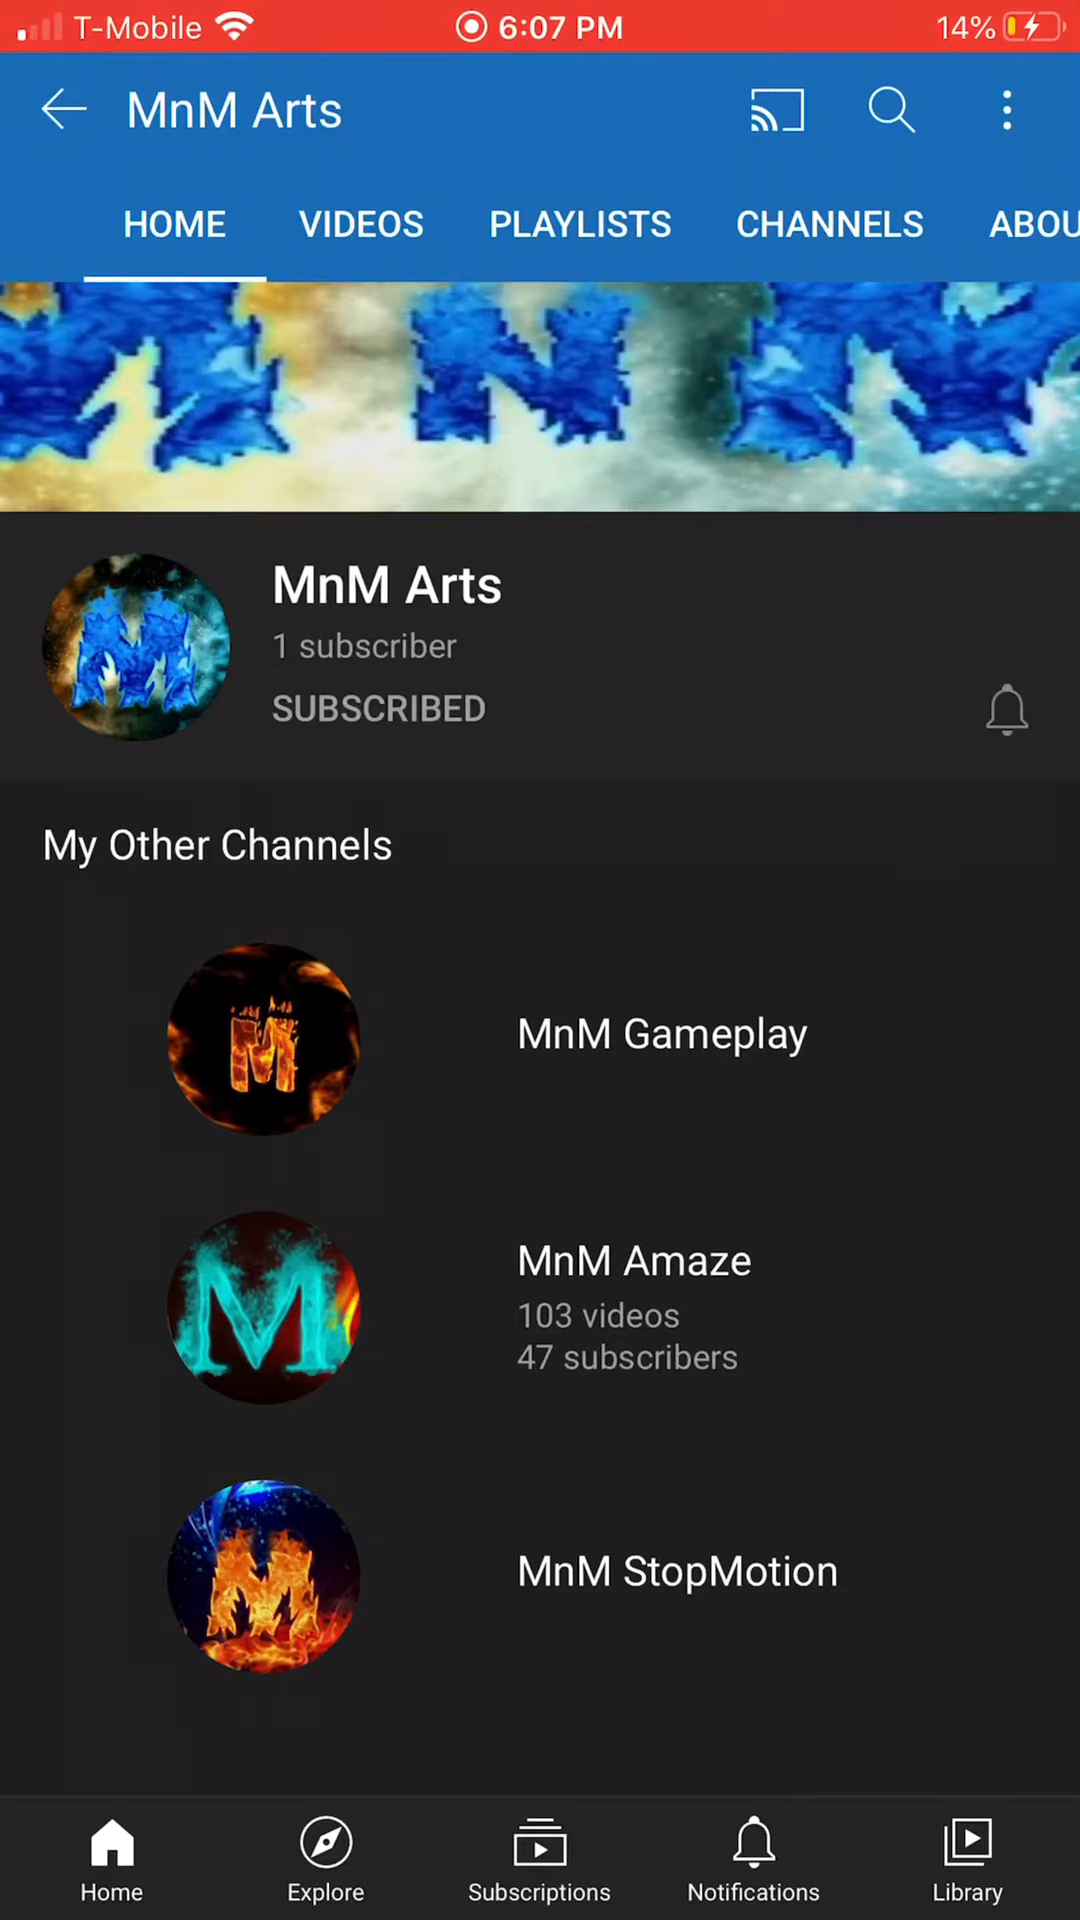 T-Mobile 6:07 PM 14%
MnM Arts
HOME VIDEOS PLAYLISTS CHANNELS ABOU
M N M
M
MnM Arts
1 subscriber
SUBSCRIBED
My Other Channels
M
MnM Gameplay
M
MnM Amaze
103 videos
47 subscribers
M
MnM StopMotion
Home Explore Subscriptions Notifications Library